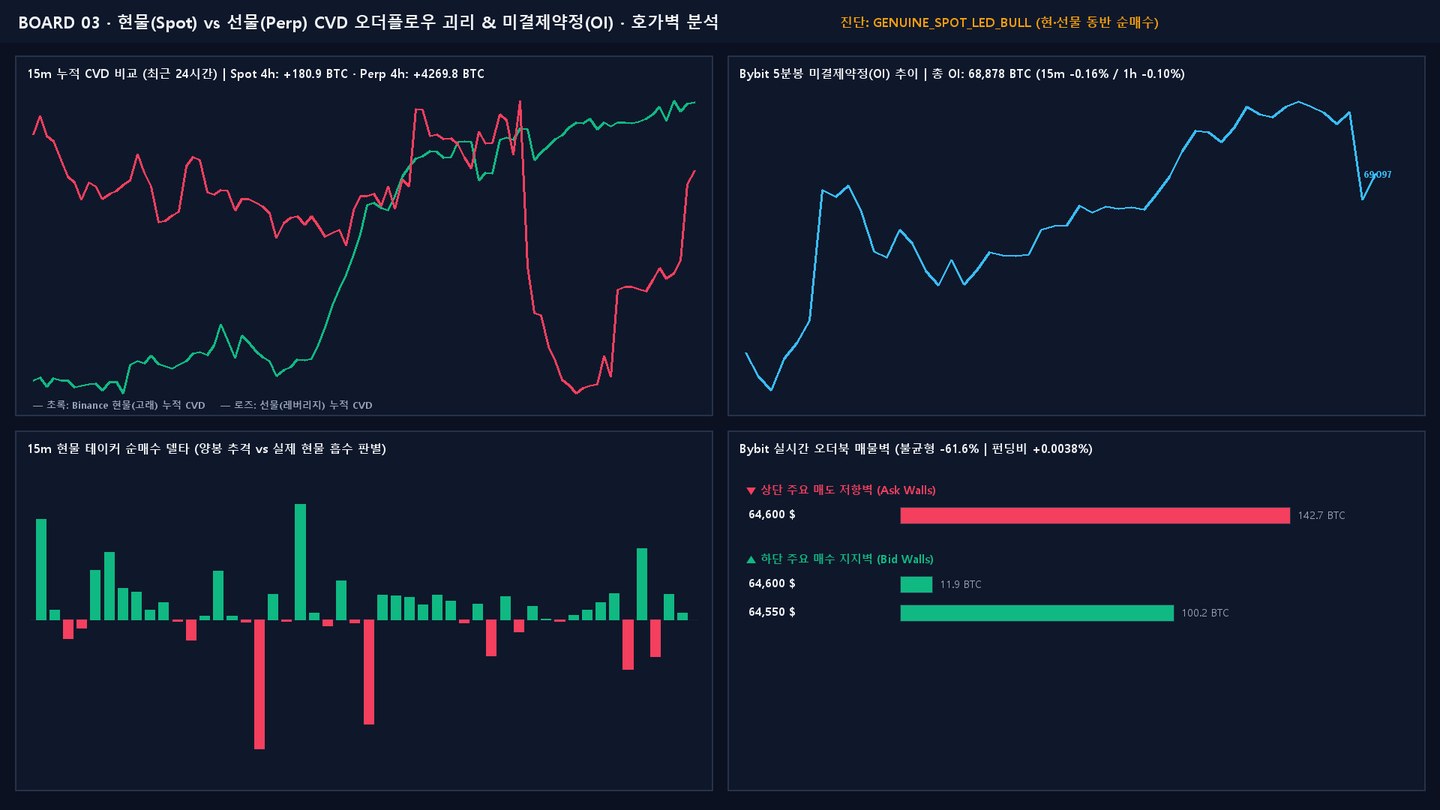 BOARD 03 · 현물(Spot) vs 선물(Perp) CVD 오더플로우 괴리 & 미결제약정(OI) · 호가벽 분석
진단: GENUINE_SPOT_LED_BULL (현·선물 동반 순매수)
15m 누적 CVD 비교 (최근 24시간) | Spot 4h: +180.9 BTC · Perp 4h: +4269.8 BTC
— 초록: Binance 현물(고래) 누적 CVD
— 로즈: 선물(레버리지) 누적 CVD
Bybit 5분봉 미결제약정(OI) 추이 | 총 OI: 68,878 BTC (15m -0.16% / 1h -0.10%)
69,097
15m 현물 테이커 순매수 델타 (양봉 추격 vs 실제 현물 흡수 판별)
Bybit 실시간 오더북 매물벽 (불균형 -61.6% | 펀딩비 +0.0038%)
▼ 상단 주요 매도 저항벽 (Ask Walls)
64,600 $ 142.7 BTC
▲ 하단 주요 매수 지지벽 (Bid Walls)
64,600 $ 11.9 BTC
64,550 $ 100.2 BTC